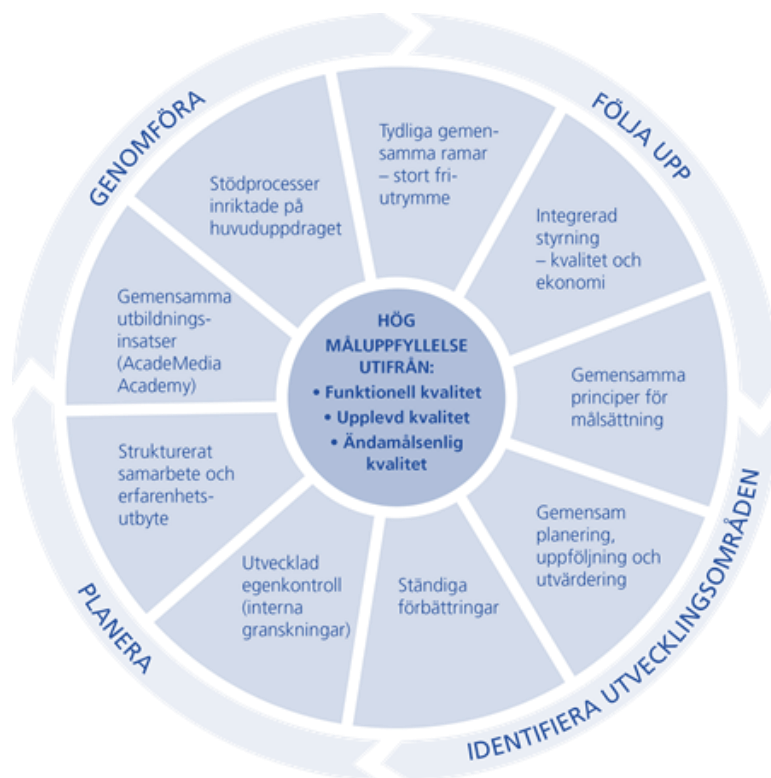 GENOMFÖRA
FÖLJA UPP
IDENTIFIERA UTVECKLINGSOMRÅDEN
PLANERA
Tydliga gemen-
samma ramar
– stort fri-
utrymme
Integrerad
styrning
– kvalitet och
ekonomi
Gemensamma
principer för
målsättning
Gemensam
planering,
uppföljning och
utvärdering
Ständiga
förbättringar
Utvecklad
egenkontroll
(interna
granskningar)
Strukturerat
samarbete och
erfarenhets-
utbyte
Gemensamma
utbildnings-
insatser
(AcadeMedia
Academy)
Stödprocesser
inriktade på
huvuduppdraget
HÖG
MÅLUPPFYLLELSE
UTIFRÅN:
• Funktionell kvalitet
• Upplevd kvalitet
• Ändamålsenlig
kvalitet